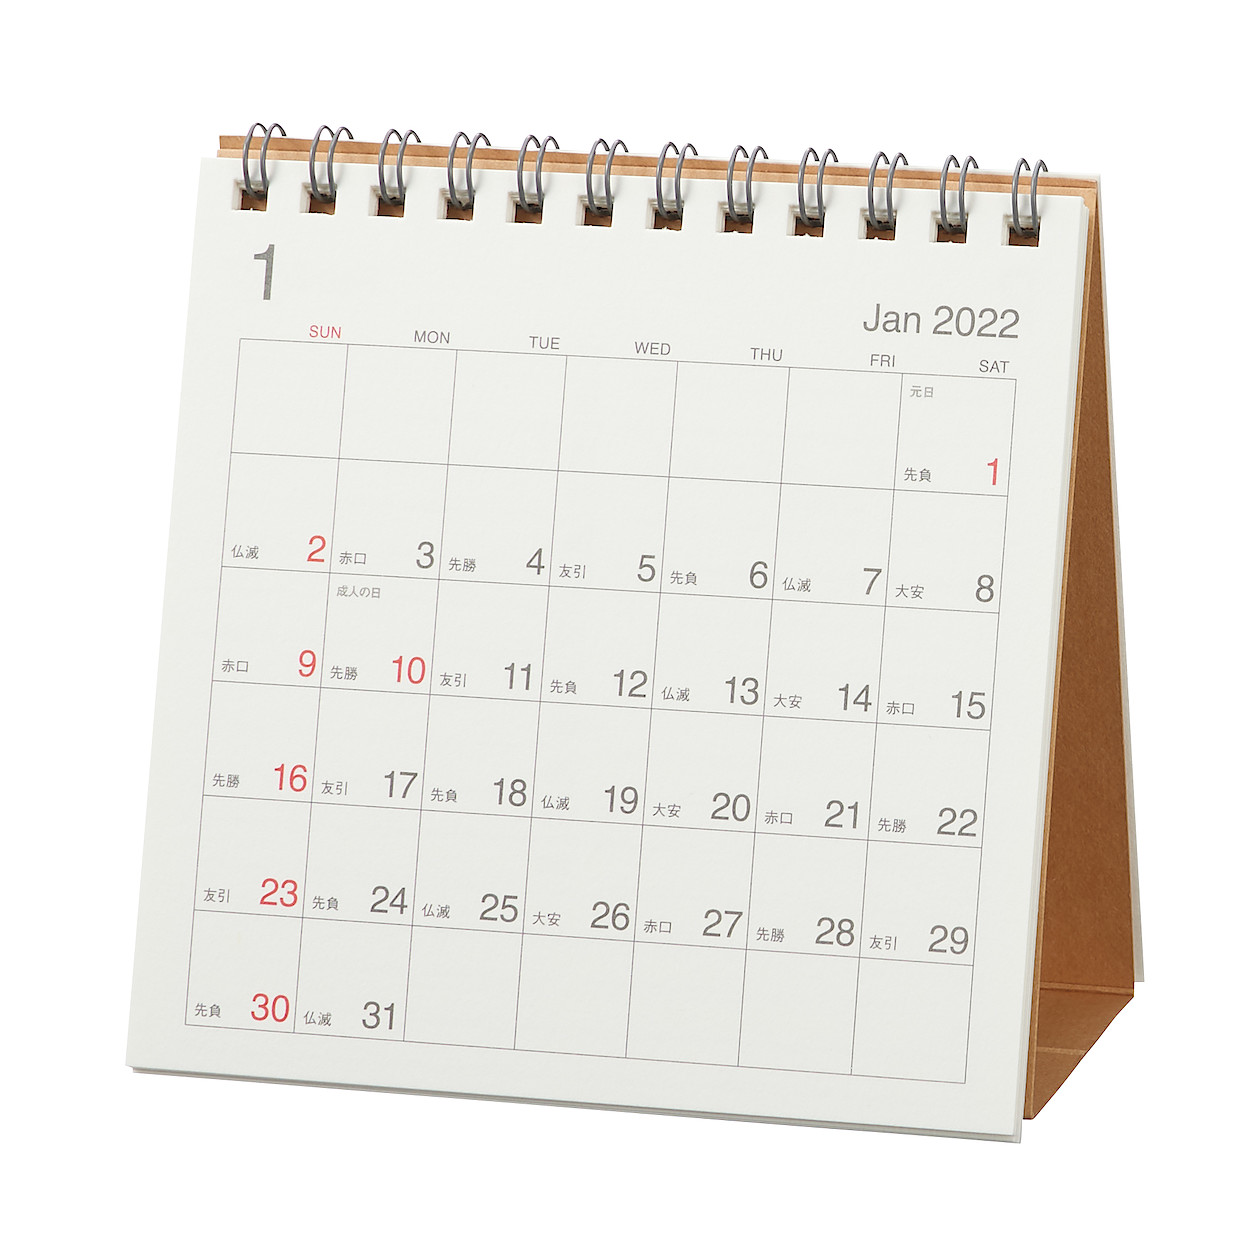 1
Jan 2022
SUN MON TUE WED THU FRI SAT
元日
先負 1
仏滅 2 赤口 3 先勝 4 友引 5 先負 6 仏滅 7 大安 8
成人の日
赤口 9 先勝 10 友引 11 先負 12 仏滅 13 大安 14 赤口 15
先勝 16 友引 17 先負 18 仏滅 19 大安 20 赤口 21 先勝 22
友引 23 先負 24 仏滅 25 大安 26 赤口 27 先勝 28 友引 29
先負 30 仏滅 31